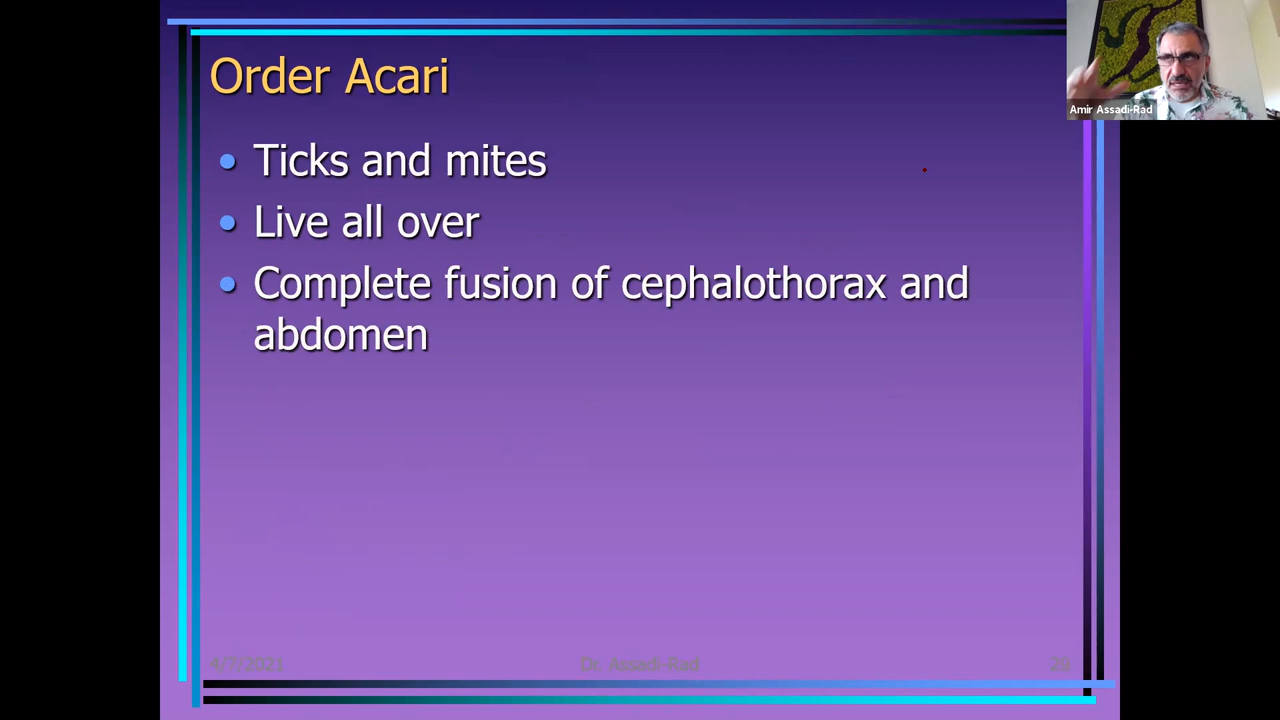 Order Acari
Amir Assadi-Rad
• Ticks and mites
• Live all over
• Complete fusion of cephalothorax and
abdomen
4/7/2021
Dr. Assadi-Rad
29